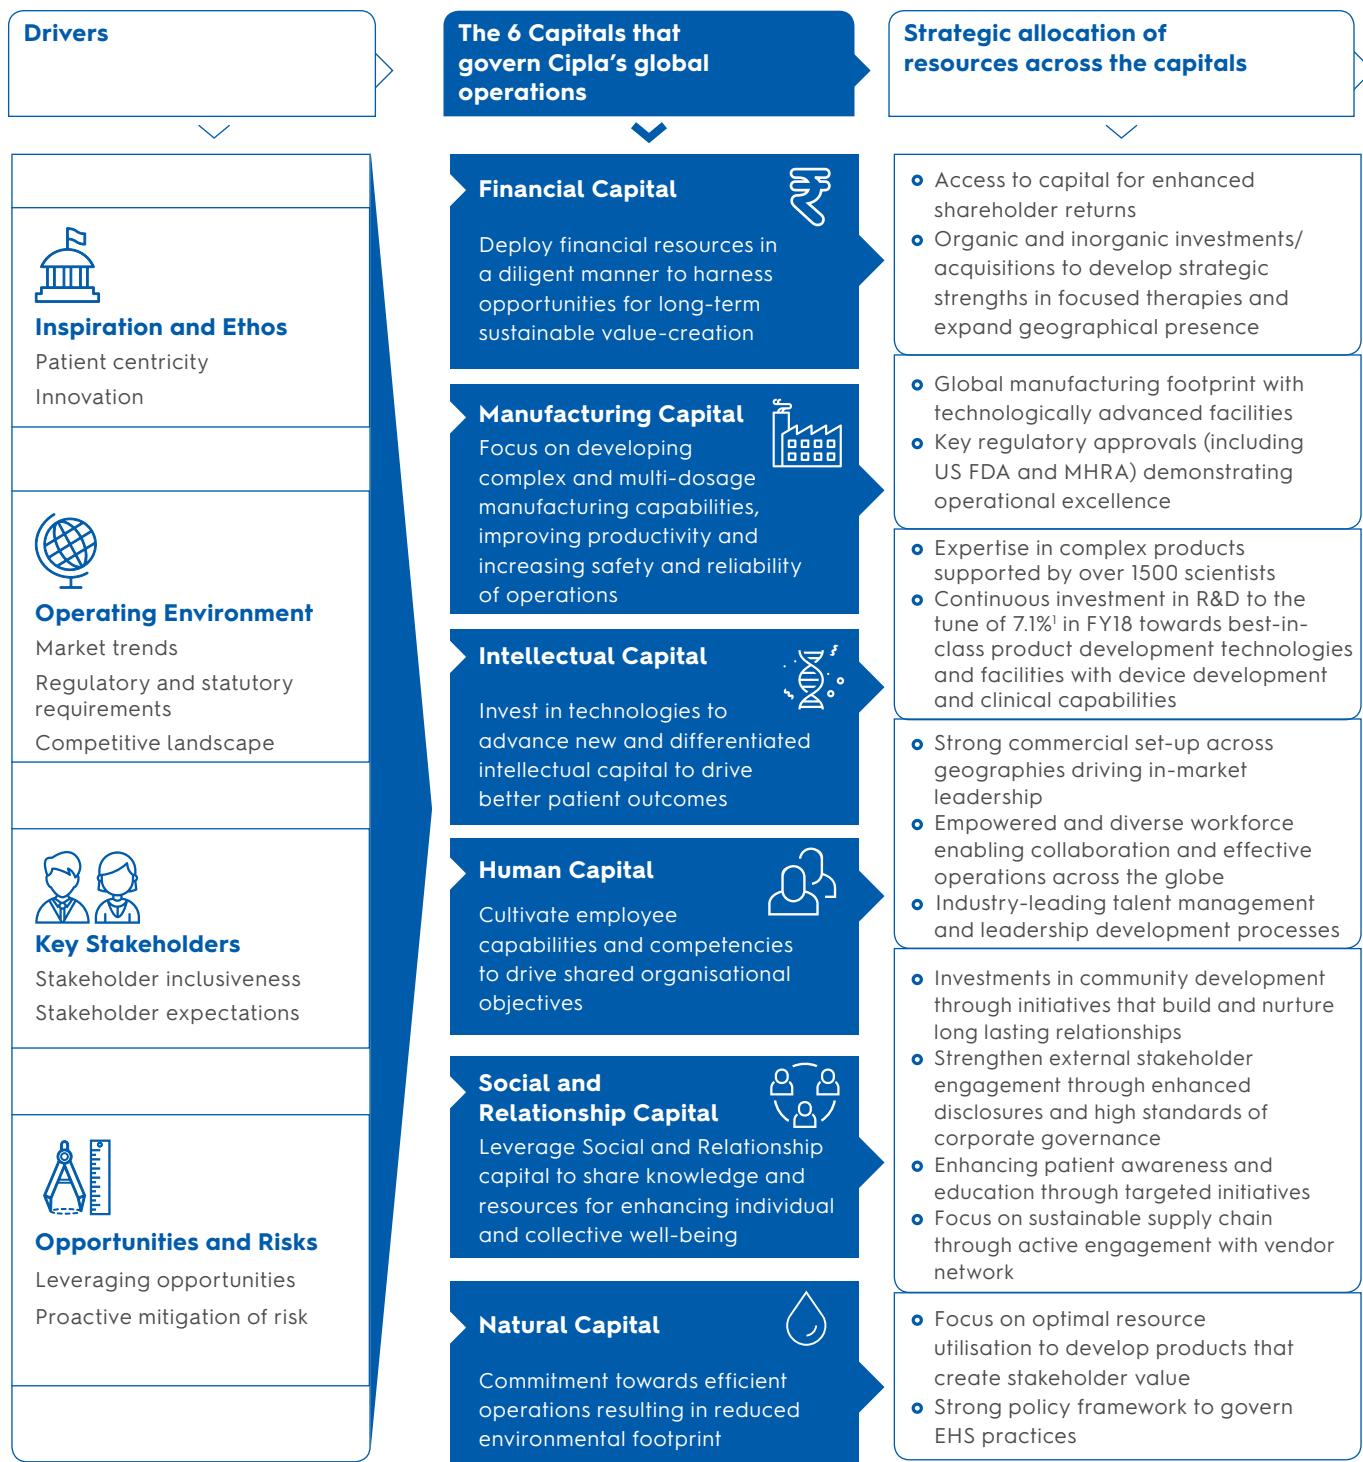 Drivers
Inspiration and Ethos
Patient centricity
Innovation
Operating Environment
Market trends
Regulatory and statutory
requirements
Competitive landscape
Key Stakeholders
Stakeholder inclusiveness
Stakeholder expectations
Opportunities and Risks
Leveraging opportunities
Proactive mitigation of risk
The 6 Capitals that
govern Cipla's global
operations
Financial Capital
Deploy financial resources in
a diligent manner to harness
opportunities for long-term
sustainable value-creation
Manufacturing Capital
Focus on developing
complex and multi-dosage
manufacturing capabilities,
improving productivity and
increasing safety and reliability
of operations
Intellectual Capital
Invest in technologies to
advance new and differentiated
intellectual capital to drive
better patient outcomes
Human Capital
Cultivate employee
capabilities and competencies
to drive shared organisational
objectives
Social and
Relationship Capital
Leverage Social and Relationship
capital to share knowledge and
resources for enhancing individual
and collective well-being
Natural Capital
Commitment towards efficient
operations resulting in reduced
environmental footprint
Strategic allocation of
resources across the capitals
Access to capital for enhanced
shareholder returns
Organic and inorganic investments/
acquisitions to develop strategic
strengths in focused therapies and
expand geographical presence
Global manufacturing footprint with
technologically advanced facilities
Key regulatory approvals (including
US FDA and MHRA) demonstrating
operational excellence
Expertise in complex products
supported by over 1500 scientists
Continuous investment in R&D to the
tune of 7.1%¹ in FY18 towards best-in-
class product development technologies
and facilities with device development
and clinical capabilities
Strong commercial set-up across
geographies driving in-market
leadership
Empowered and diverse workforce
enabling collaboration and effective
operations across the globe
Industry-leading talent management
and leadership development processes
Investments in community development
through initiatives that build and nurture
long lasting relationships
Strengthen external stakeholder
engagement through enhanced
disclosures and high standards of
corporate governance
Enhancing patient awareness and
education through targeted initiatives
Focus on sustainable supply chain
through active engagement with vendor
network
Focus on optimal resource
utilisation to develop products that
create stakeholder value
Strong policy framework to govern
EHS practices